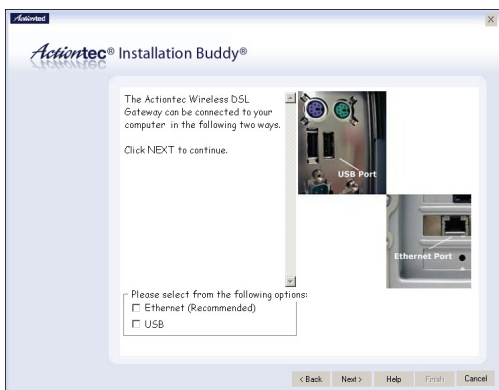 Actiontec
Actiontec® Installation Buddy®
The Actiontec Wireless DSL
Gateway can be connected to your
computer in the following two ways.
Click NEXT to continue.
USB Port
Ethernet Port
Please select from the following options:
Ethernet (Recommended)
USB
< Back Next > Help Finish Cancel